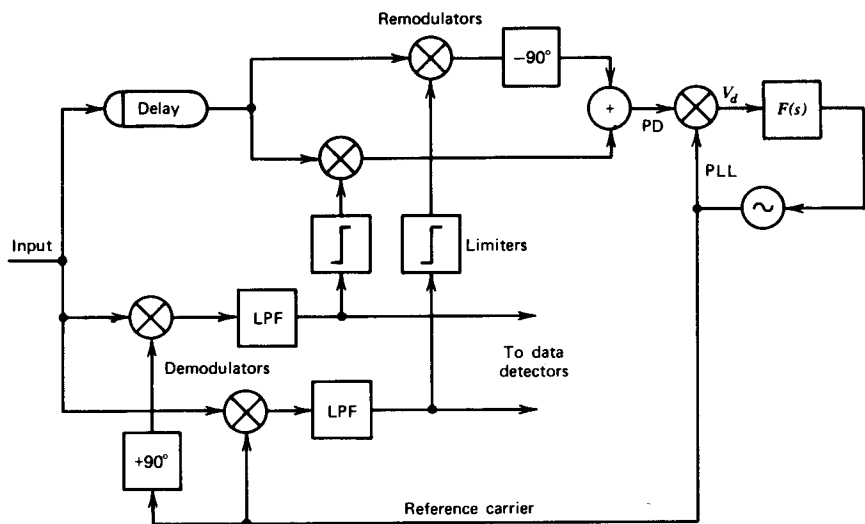 Remodulators
−90°
Delay
+
V_d
F(s)
PD
PLL
Input
Limiters
LPF
Demodulators
To data
detectors
LPF
+90°
Reference carrier